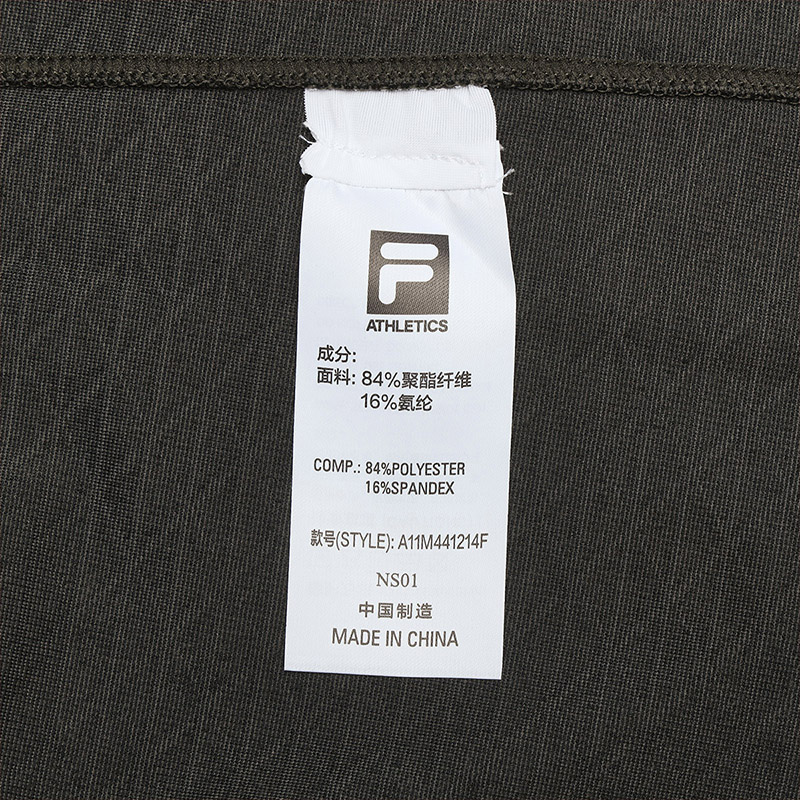 F
ATHLETICS
成分:
面料: 84%聚酯纤维
16%氨纶
COMP.: 84%POLYESTER
16%SPANDEX
款号(STYLE): A11M441214F
NS01
中国制造
MADE IN CHINA